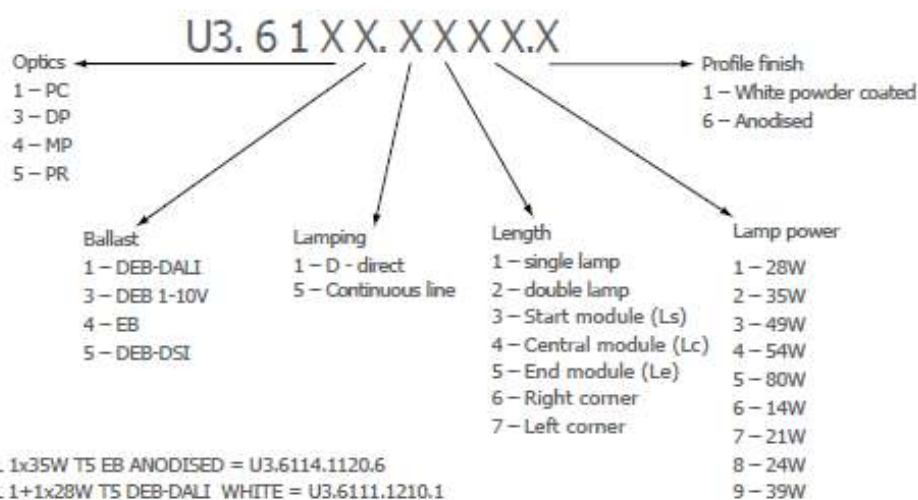 U3. 6 1 X X. X X X X.X
Optics
1 – PC
3 – DP
4 – MP
5 – PR
Profile finish
1 – White powder coated
6 – Anodised
Ballast
1 – DEB-DALI
3 – DEB 1-10V
4 – EB
5 – DEB-DSI
Lamping
1 – D - direct
5 – Continuous line
Length
1 – single lamp
2 – double lamp
3 – Start module (Ls)
4 – Central module (Lc)
5 – End module (Le)
6 – Right corner
7 – Left corner
Lamp power
1 – 28W
2 – 35W
3 – 49W
4 – 54W
5 – 80W
6 – 14W
7 – 21W
8 – 24W
9 – 39W
1x35W T5 EB ANODISED = U3.6114.1120.6
1+1x28W T5 DEB-DALI WHITE = U3.6111.1210.1